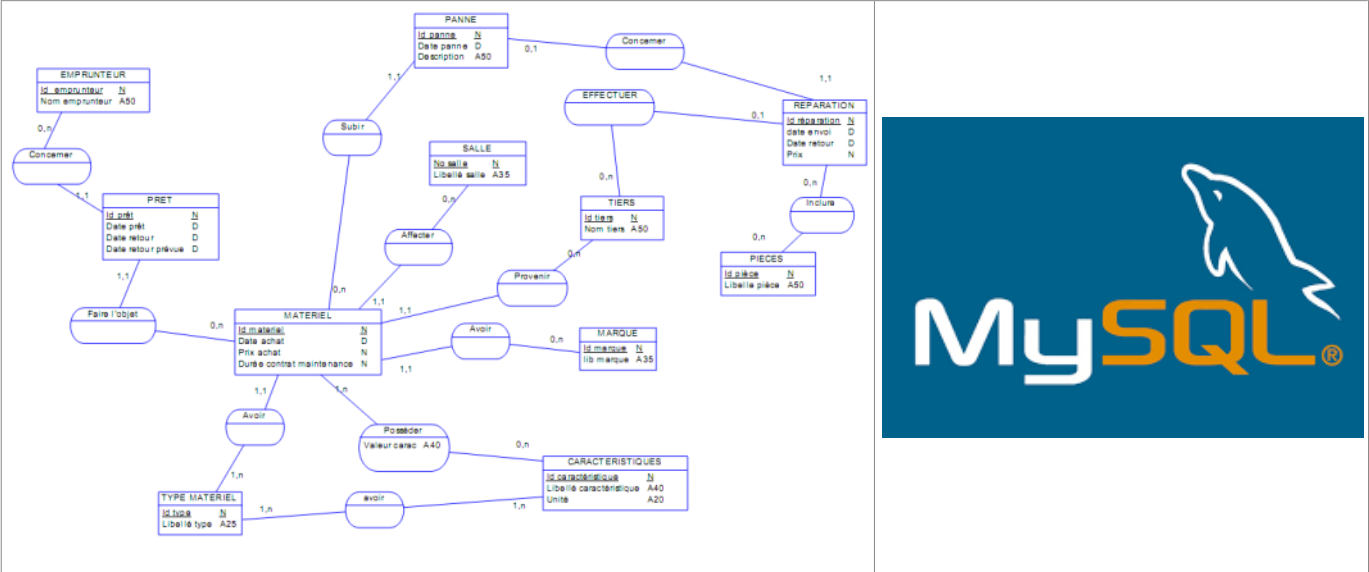 PANNE
Id panne N
Date panne D
Description A50
0,1
Concerner
1,1
1,1
EMPRUNTEUR
Id emprunteur N
Nom emprunteur A50
0,n
Concerner
1,1
EFFECTUER
0,1
0,n
REPARATION
Id réparation N
date envoi D
Date retour D
Prix N
0,n
Inclure
0,n
PIECES
Id pièce N
Libelle pièce A50
Subir
0,n
SALLE
No salle N
Libellé salle A35
0,n
Affecter
1,1
PRET
Id prêt N
Date prêt D
Date retour D
Date retour prévue D
1,1
Faire l'objet
0,n
TIERS
Id tiers N
Nom tiers A50
0,n
Provenir
1,1
MATERIEL
Id materiel N
Date achat D
Prix achat N
Durée contrat maintenance N
Avoir
0,n
1,1
MARQUE
Id marque N
lib marque A35
1,1
Avoir
1,n
1,n
Posséder
Valeur carac A40
0,n
CARACTERISTIQUES
Id caractéristique N
Libellé caractéristique A40
Unité A20
TYPE MATERIEL
Id type N
Libellé type A25
1,n
avoir
1,n
MySQL®